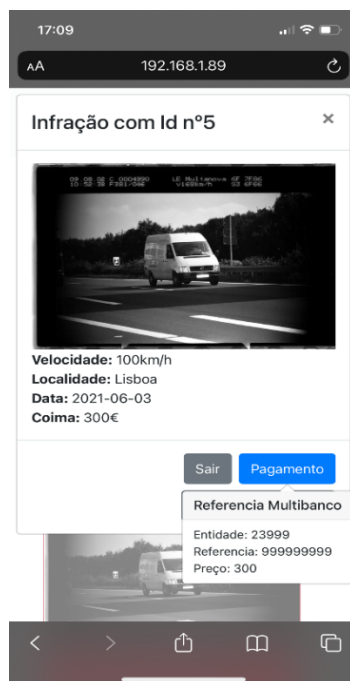 17:09
AA 192.168.1.89
Infração com Id nº5 ×
Velocidade: 100km/h
Localidade: Lisboa
Data: 2021-06-03
Coima: 300€
Sair Pagamento
Referencia Multibanco
Entidade: 23999
Referencia: 999999999
Preço: 300